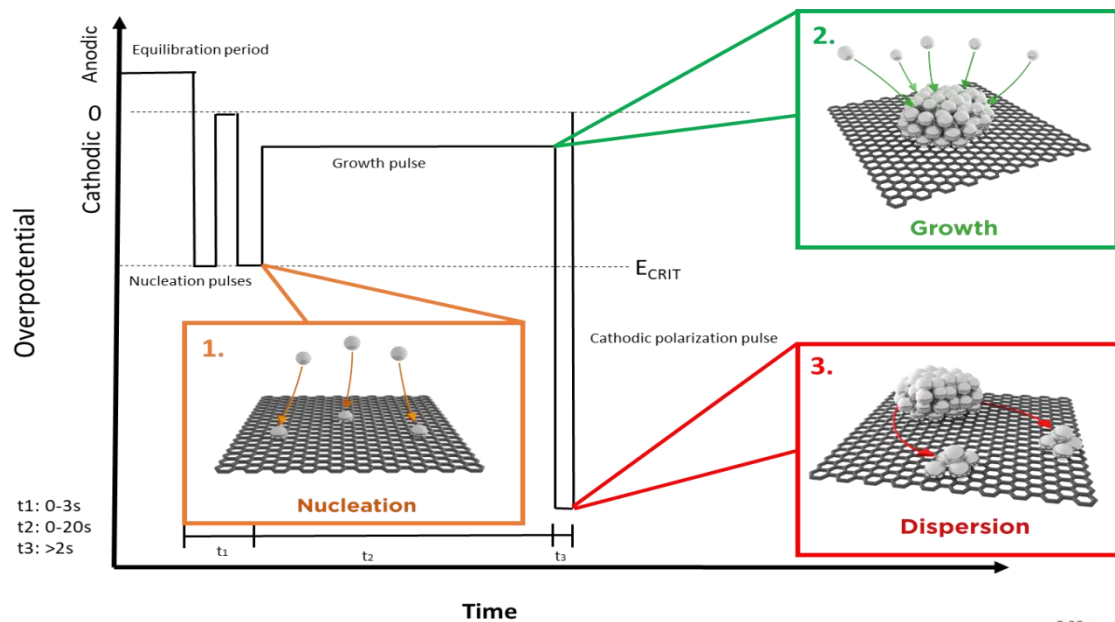 Equilibration period
Anodic
O
Cathodic
Overpotential
Growth pulse
Nucleation pulses
E_CRIT
Cathodic polarization pulse
1.
Nucleation
2.
Growth
3.
Dispersion
t1: 0-3s
t2: 0-20s
t3: >2s
t₁
t₂
t₃
Time